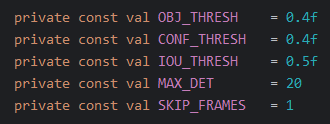 private const val OBJ_THRESH = 0.4f
private const val CONF_THRESH = 0.4f
private const val IOU_THRESH = 0.5f
private const val MAX_DET = 20
private const val SKIP_FRAMES = 1